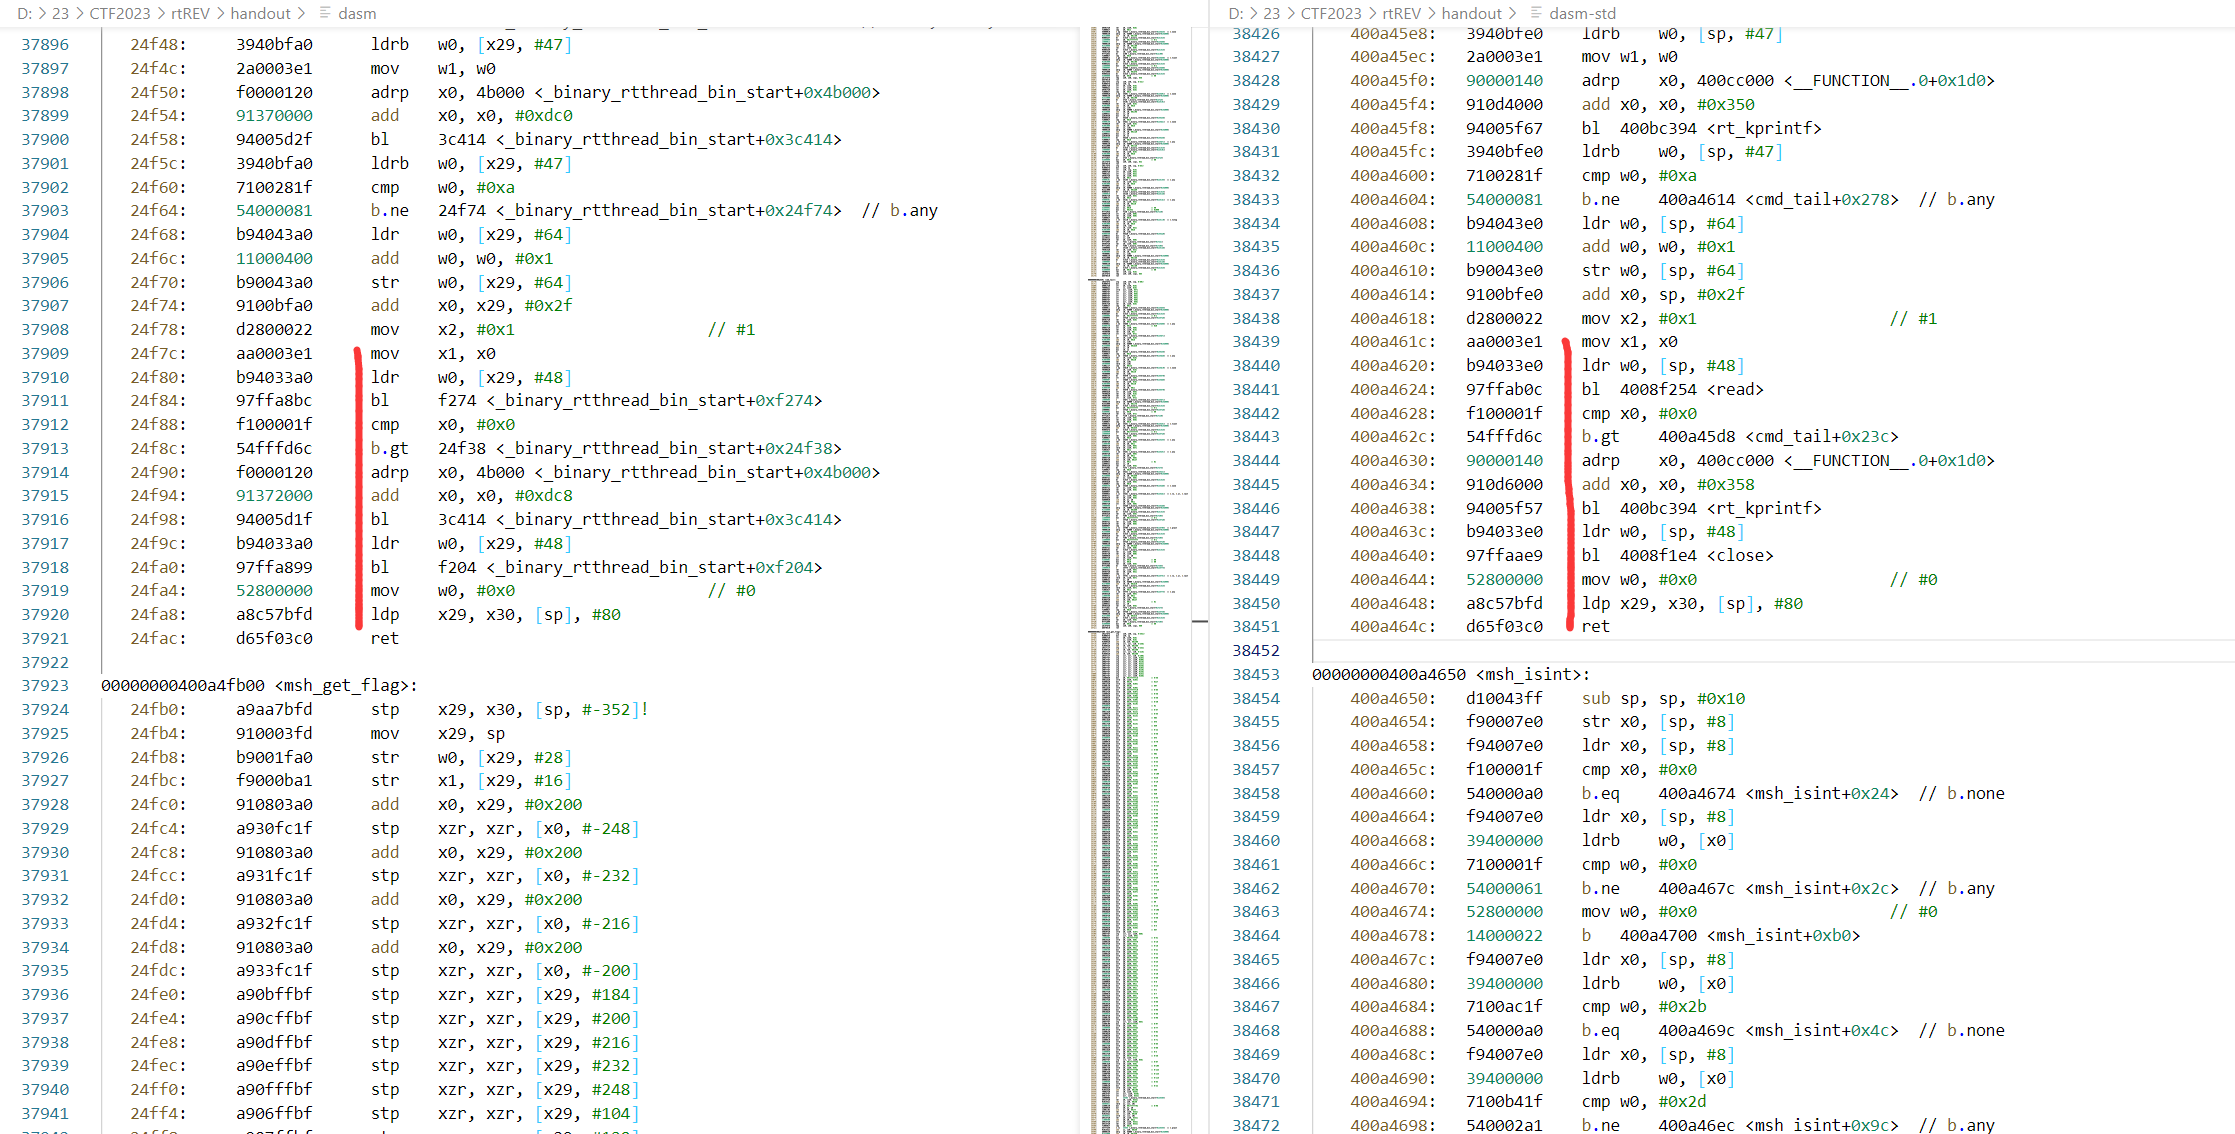 D: > 23 > CTF2023 > rtREV > handout > dasm
37896 24f48: 3940bfa0 ldrb w0, [x29, #47]
37897 24f4c: 2a0003e1 mov w1, w0
37898 24f50: f0000120 adrp x0, 4b000 <_binary_rtthread_bin_start+0x4b000>
37899 24f54: 91370000 add x0, x0, #0xdc0
37900 24f58: 94005d2f bl 3c414 <_binary_rtthread_bin_start+0x3c414>
37901 24f5c: 3940bfa0 ldrb w0, [x29, #47]
37902 24f60: 7100281f cmp w0, #0xa
37903 24f64: 54000081 b.ne 24f74 <_binary_rtthread_bin_start+0x24f74> // b.any
37904 24f68: b94043a0 ldr w0, [x29, #64]
37905 24f6c: 11000400 add w0, w0, #0x1
37906 24f70: b90043a0 str w0, [x29, #64]
37907 24f74: 9100bfa0 add x0, x29, #0x2f
37908 24f78: d2800022 mov x2, #0x1 // #1
37909 24f7c: aa0003e1 mov x1, x0
37910 24f80: b94033a0 ldr w0, [x29, #48]
37911 24f84: 97ffa8bc bl f274 <_binary_rtthread_bin_start+0xf274>
37912 24f88: f100001f cmp x0, #0x0
37913 24f8c: 54fffd6c b.gt 24f38 <_binary_rtthread_bin_start+0x24f38>
37914 24f90: f0000120 adrp x0, 4b000 <_binary_rtthread_bin_start+0x4b000>
37915 24f94: 91372000 add x0, x0, #0xdc8
37916 24f98: 94005d1f bl 3c414 <_binary_rtthread_bin_start+0x3c414>
37917 24f9c: b94033a0 ldr w0, [x29, #48]
37918 24fa0: 97ffa899 bl f204 <_binary_rtthread_bin_start+0xf204>
37919 24fa4: 52800000 mov w0, #0x0 // #0
37920 24fa8: a8c57bfd ldp x29, x30, [sp], #80
37921 24fac: d65f03c0 ret
37922
37923 00000000400a4fb00 <msh_get_flag>:
37924 24fb0: a9aa7bfd stp x29, x30, [sp, #-352]!
37925 24fb4: 910003fd mov x29, sp
37926 24fb8: b9001fa0 str w0, [x29, #28]
37927 24fbc: f9000ba1 str x1, [x29, #16]
37928 24fc0: 910803a0 add x0, x29, #0x200
37929 24fc4: a930fc1f stp xzr, xzr, [x0, #-248]
37930 24fc8: 910803a0 add x0, x29, #0x200
37931 24fcc: a931fc1f stp xzr, xzr, [x0, #-232]
37932 24fd0: 910803a0 add x0, x29, #0x200
37933 24fd4: a932fc1f stp xzr, xzr, [x0, #-216]
37934 24fd8: 910803a0 add x0, x29, #0x200
37935 24fdc: a933fc1f stp xzr, xzr, [x0, #-200]
37936 24fe0: a90bffbf stp xzr, xzr, [x29, #184]
37937 24fe4: a90cffbf stp xzr, xzr, [x29, #200]
37938 24fe8: a90dffbf stp xzr, xzr, [x29, #216]
37939 24fec: a90effbf stp xzr, xzr, [x29, #232]
37940 24ff0: a90fffbf stp xzr, xzr, [x29, #248]
37941 24ff4: a906ffbf stp xzr, xzr, [x29, #104]
D: > 23 > CTF2023 > rtREV > handout > dasm-std
38426 400a45e8: 3940bfe0 ldrb w0, [sp, #47]
38427 400a45ec: 2a0003e1 mov w1, w0
38428 400a45f0: 90000140 adrp x0, 400cc000 <__FUNCTION__.0+0x1d0>
38429 400a45f4: 910d4000 add x0, x0, #0x350
38430 400a45f8: 94005f67 bl 400bc394 <rt_kprintf>
38431 400a45fc: 3940bfe0 ldrb w0, [sp, #47]
38432 400a4600: 7100281f cmp w0, #0xa
38433 400a4604: 54000081 b.ne 400a4614 <cmd_tail+0x278> // b.any
38434 400a4608: b94043e0 ldr w0, [sp, #64]
38435 400a460c: 11000400 add w0, w0, #0x1
38436 400a4610: b90043e0 str w0, [sp, #64]
38437 400a4614: 9100bfe0 add x0, sp, #0x2f
38438 400a4618: d2800022 mov x2, #0x1 // #1
38439 400a461c: aa0003e1 mov x1, x0
38440 400a4620: b94033e0 ldr w0, [sp, #48]
38441 400a4624: 97ffab0c bl 4008f254 <read>
38442 400a4628: f100001f cmp x0, #0x0
38443 400a462c: 54fffd6c b.gt 400a45d8 <cmd_tail+0x23c>
38444 400a4630: 90000140 adrp x0, 400cc000 <__FUNCTION__.0+0x1d0>
38445 400a4634: 910d6000 add x0, x0, #0x358
38446 400a4638: 94005f57 bl 400bc394 <rt_kprintf>
38447 400a463c: b94033e0 ldr w0, [sp, #48]
38448 400a4640: 97ffaae9 bl 4008f1e4 <close>
38449 400a4644: 52800000 mov w0, #0x0 // #0
38450 400a4648: a8c57bfd ldp x29, x30, [sp], #80
38451 400a464c: d65f03c0 ret
38452
38453 00000000400a4650 <msh_isint>:
38454 400a4650: d10043ff sub sp, sp, #0x10
38455 400a4654: f90007e0 str x0, [sp, #8]
38456 400a4658: f94007e0 ldr x0, [sp, #8]
38457 400a465c: f100001f cmp x0, #0x0
38458 400a4660: 540000a0 b.eq 400a4674 <msh_isint+0x24> // b.none
38459 400a4664: f94007e0 ldr x0, [sp, #8]
38460 400a4668: 39400000 ldrb w0, [x0]
38461 400a466c: 7100001f cmp w0, #0x0
38462 400a4670: 54000061 b.ne 400a467c <msh_isint+0x2c> // b.any
38463 400a4674: 52800000 mov w0, #0x0 // #0
38464 400a4678: 14000022 b 400a4700 <msh_isint+0xb0>
38465 400a467c: f94007e0 ldr x0, [sp, #8]
38466 400a4680: 39400000 ldrb w0, [x0]
38467 400a4684: 7100ac1f cmp w0, #0x2b
38468 400a4688: 540000a0 b.eq 400a469c <msh_isint+0x4c> // b.none
38469 400a468c: f94007e0 ldr x0, [sp, #8]
38470 400a4690: 39400000 ldrb w0, [x0]
38471 400a4694: 7100b41f cmp w0, #0x2d
38472 400a4698: 540002a1 b.ne 400a46ec <msh_isint+0x9c> // b.any